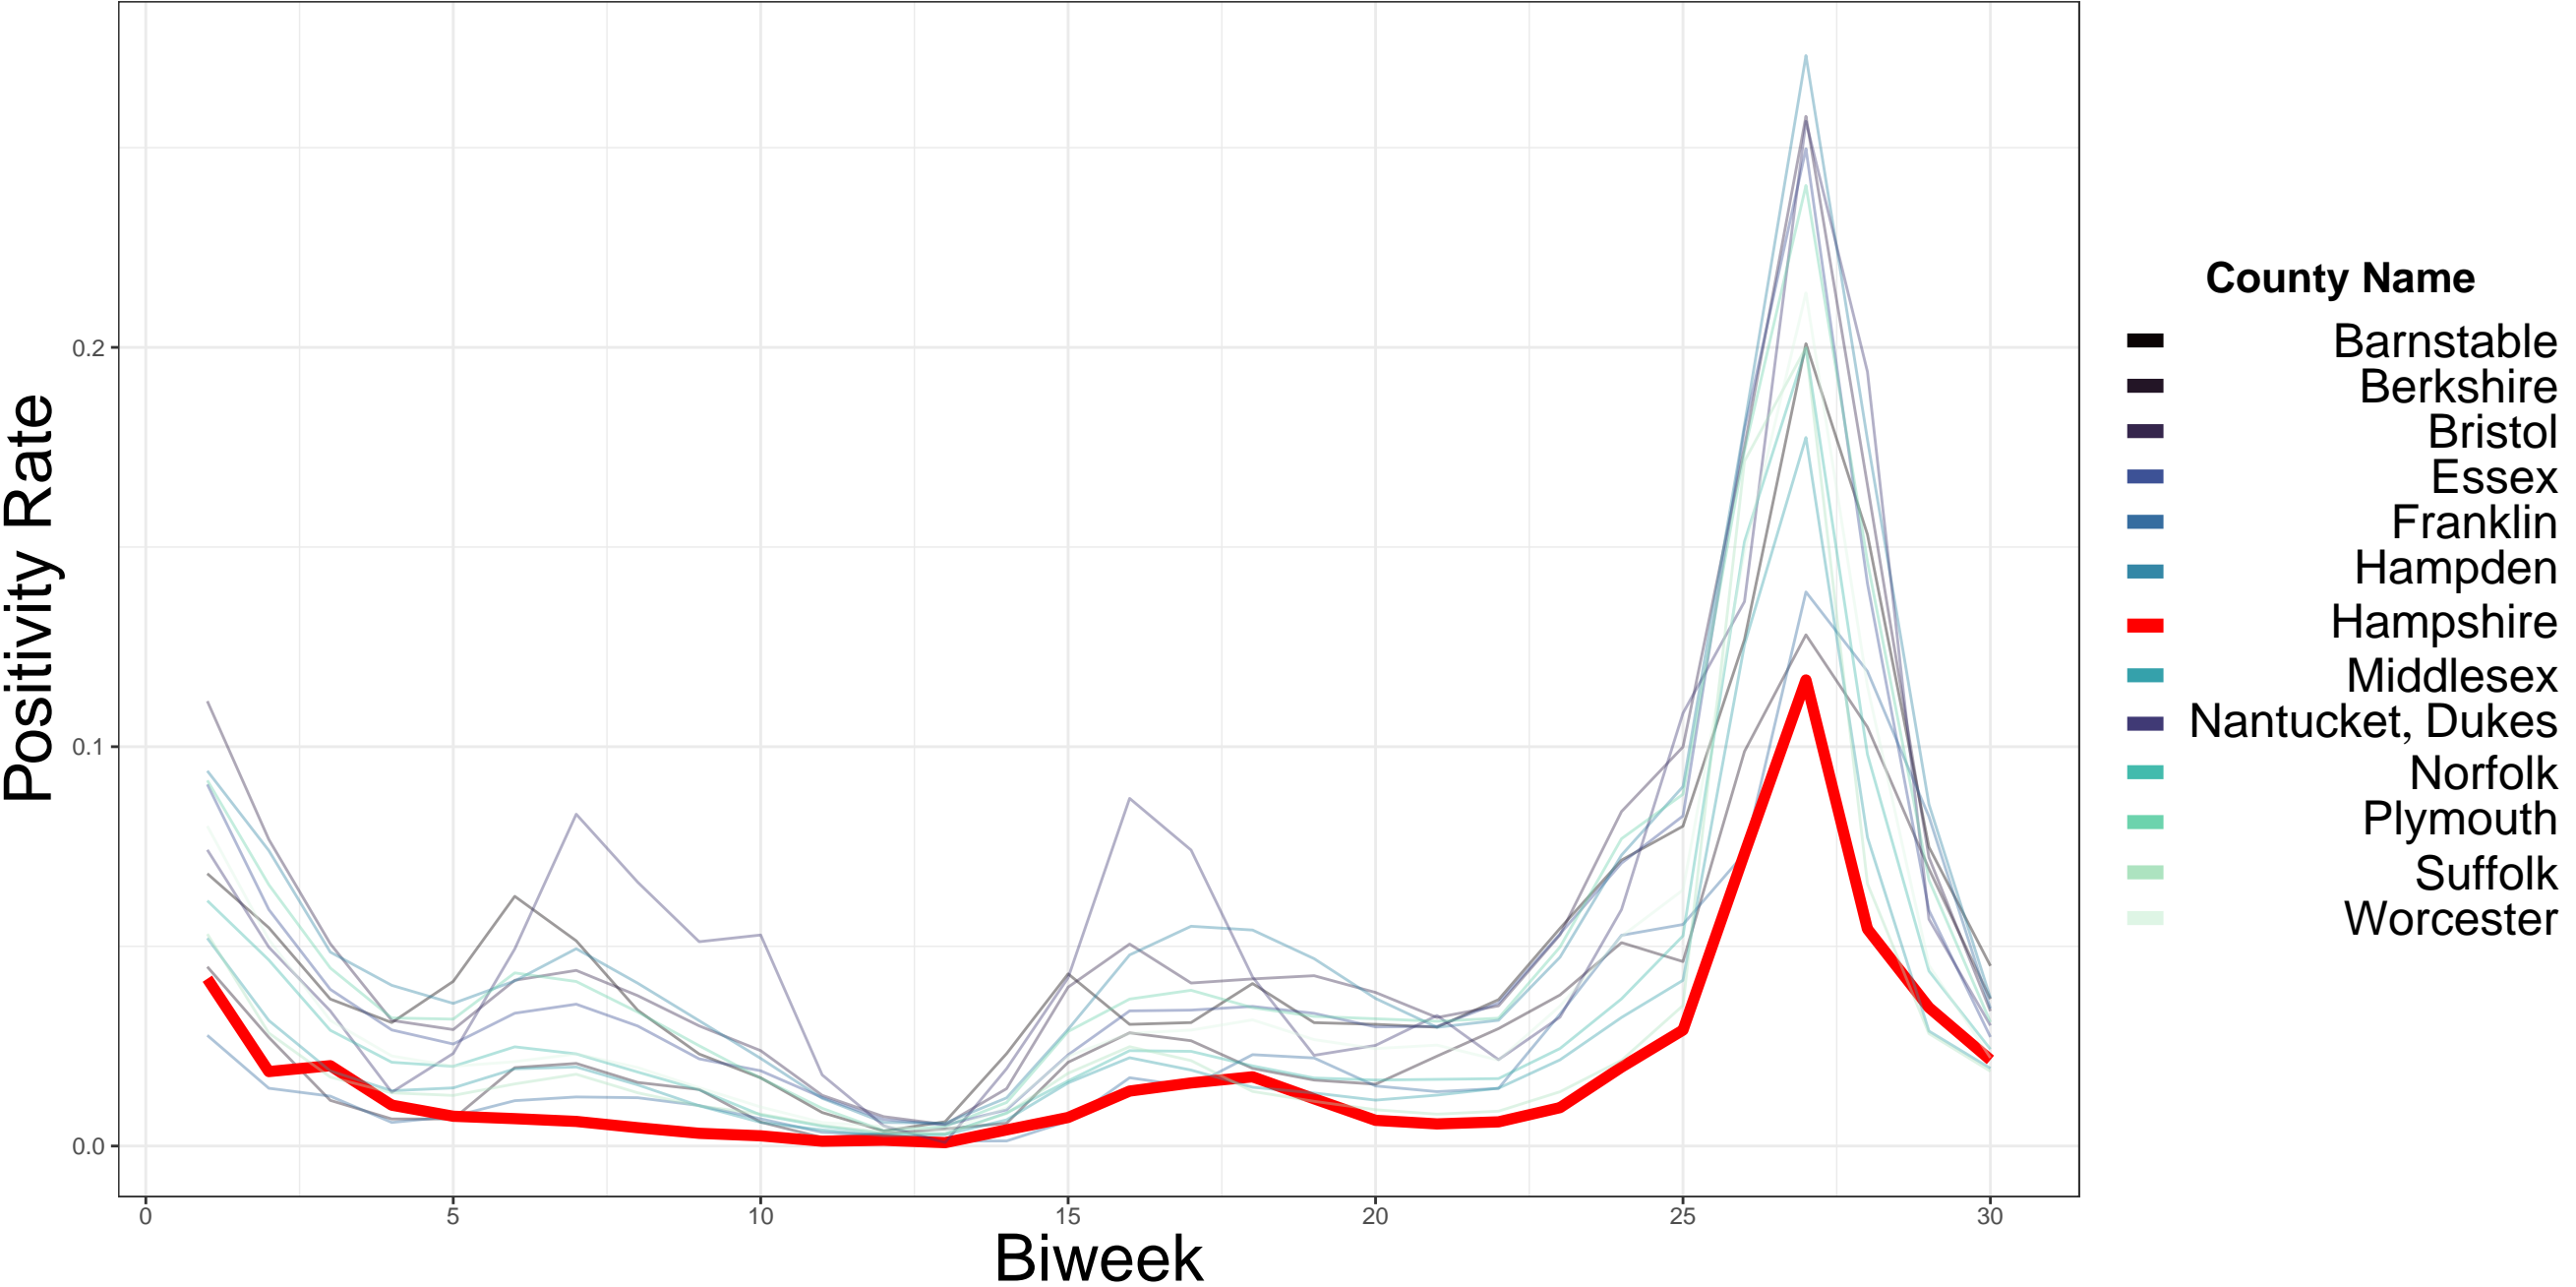 Positivity Rate
0.2
0.1
0.0
0 5 10 15 20 25 30
Biweek
County Name
Barnstable
Berkshire
Bristol
Essex
Franklin
Hampden
Hampshire
Middlesex
Nantucket, Dukes
Norfolk
Plymouth
Suffolk
Worcester